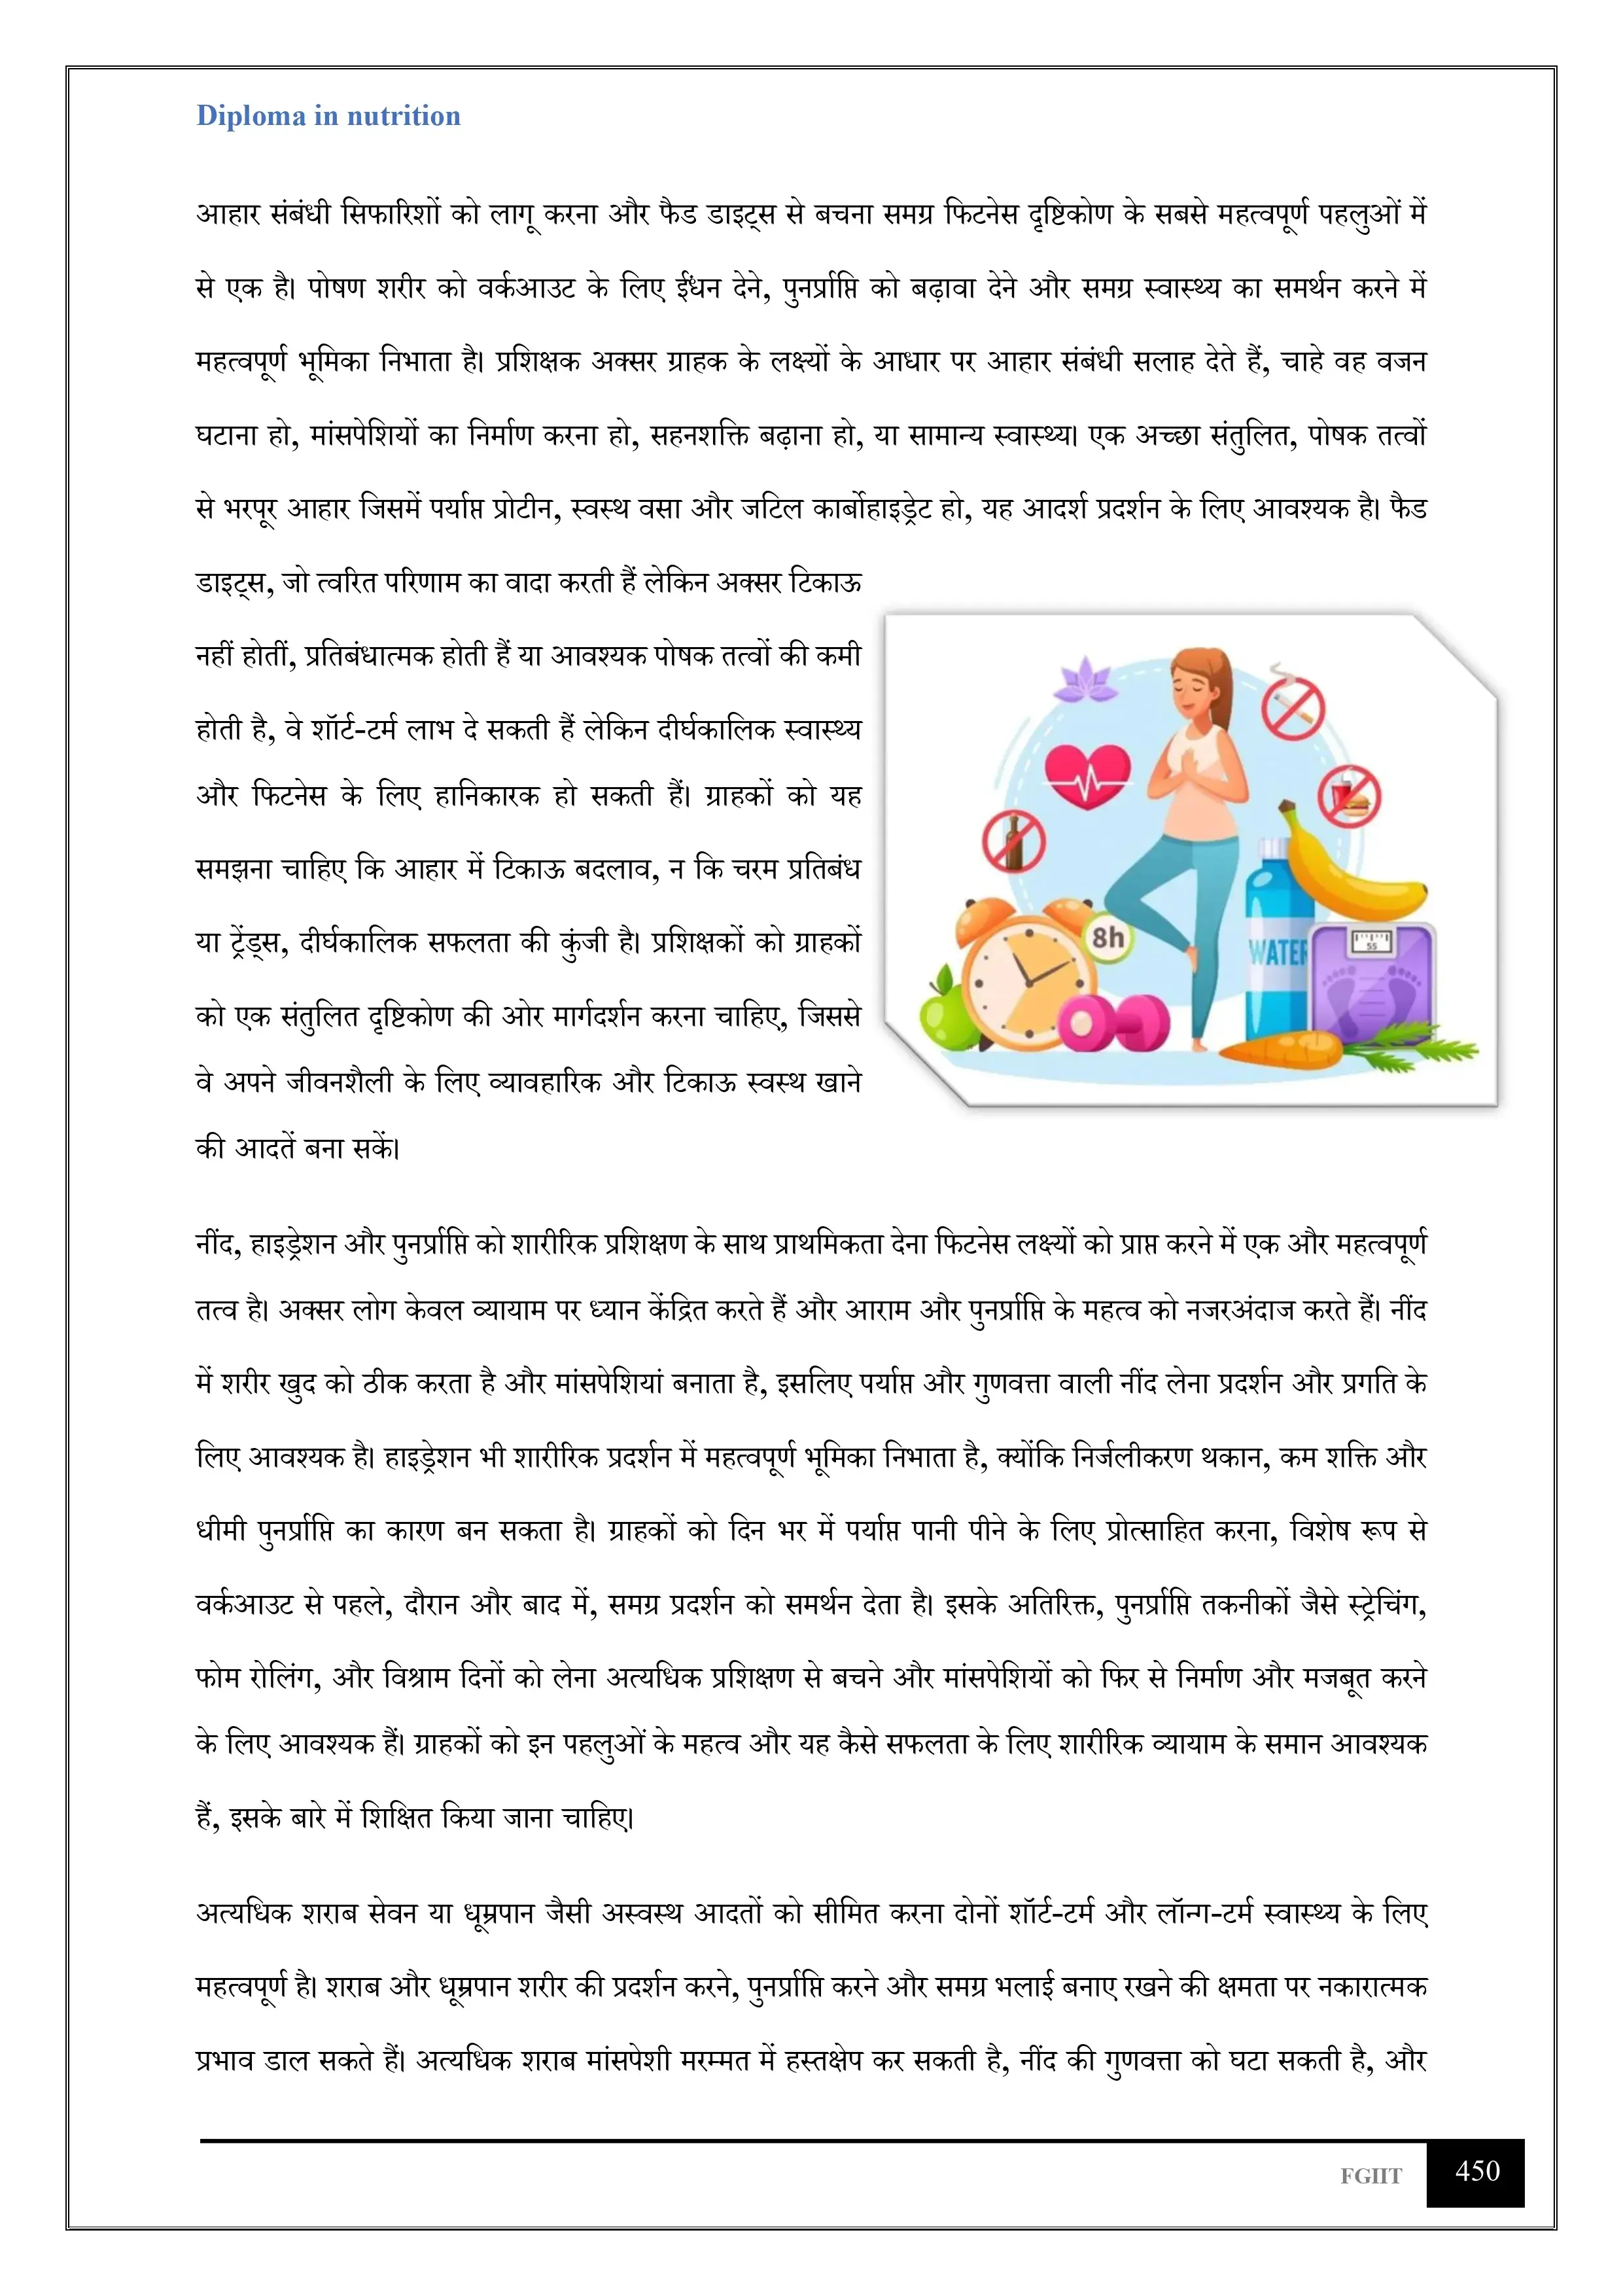 Diploma in nutrition
आहार संबंधी सिफारिशों को लागू करना और फैड डाइट्स से बचना समग्र फिटनेस दृष्टिकोण के सबसे महत्वपूर्ण पहलुओं में
से एक है। पोषण शरीर को वर्कआउट के लिए ईंधन देने, पुनर्प्राप्ति को बढ़ावा देने और समग्र स्वास्थ्य का समर्थन करने में
महत्वपूर्ण भूमिका निभाता है। प्रशिक्षक अक्सर ग्राहक के लक्ष्यों के आधार पर आहार संबंधी सलाह देते हैं, चाहे वह वजन
घटाना हो, मांसपेशियों का निर्माण करना हो, सहनशक्ति बढ़ाना हो, या सामान्य स्वास्थ्य। एक अच्छा संतुलित, पोषक तत्वों
से भरपूर आहार जिसमें पर्याप्त प्रोटीन, स्वस्थ वसा और जटिल कार्बोहाइड्रेट हो, यह आदर्श प्रदर्शन के लिए आवश्यक है। फैड
डाइट्स, जो त्वरित परिणाम का वादा करती हैं लेकिन अक्सर टिकाऊ
नहीं होतीं, प्रतिबंधात्मक होती हैं या आवश्यक पोषक तत्वों की कमी
होती है, वे शॉर्ट-टर्म लाभ दे सकती हैं लेकिन दीर्घकालिक स्वास्थ्य
और फिटनेस के लिए हानिकारक हो सकती हैं। ग्राहकों को यह
समझना चाहिए कि आहार में टिकाऊ बदलाव, न कि चरम प्रतिबंध
या ट्रेंड्स, दीर्घकालिक सफलता की कुंजी है। प्रशिक्षकों को ग्राहकों
को एक संतुलित दृष्टिकोण की ओर मार्गदर्शन करना चाहिए, जिससे
वे अपने जीवनशैली के लिए व्यावहारिक और टिकाऊ स्वस्थ खाने
की आदतें बना सकें।
8h
WATER
55
नींद, हाइड्रेशन और पुनर्प्राप्ति को शारीरिक प्रशिक्षण के साथ प्राथमिकता देना फिटनेस लक्ष्यों को प्राप्त करने में एक और महत्वपूर्ण
तत्व है। अक्सर लोग केवल व्यायाम पर ध्यान केंद्रित करते हैं और आराम और पुनर्प्राप्ति के महत्व को नजरअंदाज करते हैं। नींद
में शरीर खुद को ठीक करता है और मांसपेशियां बनाता है, इसलिए पर्याप्त और गुणवत्ता वाली नींद लेना प्रदर्शन और प्रगति के
लिए आवश्यक है। हाइड्रेशन भी शारीरिक प्रदर्शन में महत्वपूर्ण भूमिका निभाता है, क्योंकि निर्जलीकरण थकान, कम शक्ति और
धीमी पुनर्प्राप्ति का कारण बन सकता है। ग्राहकों को दिन भर में पर्याप्त पानी पीने के लिए प्रोत्साहित करना, विशेष रूप से
वर्कआउट से पहले, दौरान और बाद में, समग्र प्रदर्शन को समर्थन देता है। इसके अतिरिक्त, पुनर्प्राप्ति तकनीकों जैसे स्ट्रेचिंग,
फोम रोलिंग, और विश्राम दिनों को लेना अत्यधिक प्रशिक्षण से बचने और मांसपेशियों को फिर से निर्माण और मजबूत करने
के लिए आवश्यक हैं। ग्राहकों को इन पहलुओं के महत्व और यह कैसे सफलता के लिए शारीरिक व्यायाम के समान आवश्यक
हैं, इसके बारे में शिक्षित किया जाना चाहिए।
अत्यधिक शराब सेवन या धूम्रपान जैसी अस्वस्थ आदतों को सीमित करना दोनों शॉर्ट-टर्म और लॉन्ग-टर्म स्वास्थ्य के लिए
महत्वपूर्ण है। शराब और धूम्रपान शरीर की प्रदर्शन करने, पुनर्प्राप्ति करने और समग्र भलाई बनाए रखने की क्षमता पर नकारात्मक
प्रभाव डाल सकते हैं। अत्यधिक शराब मांसपेशी मरम्मत में हस्तक्षेप कर सकती है, नींद की गुणवत्ता को घटा सकती है, और
FGIIT
450